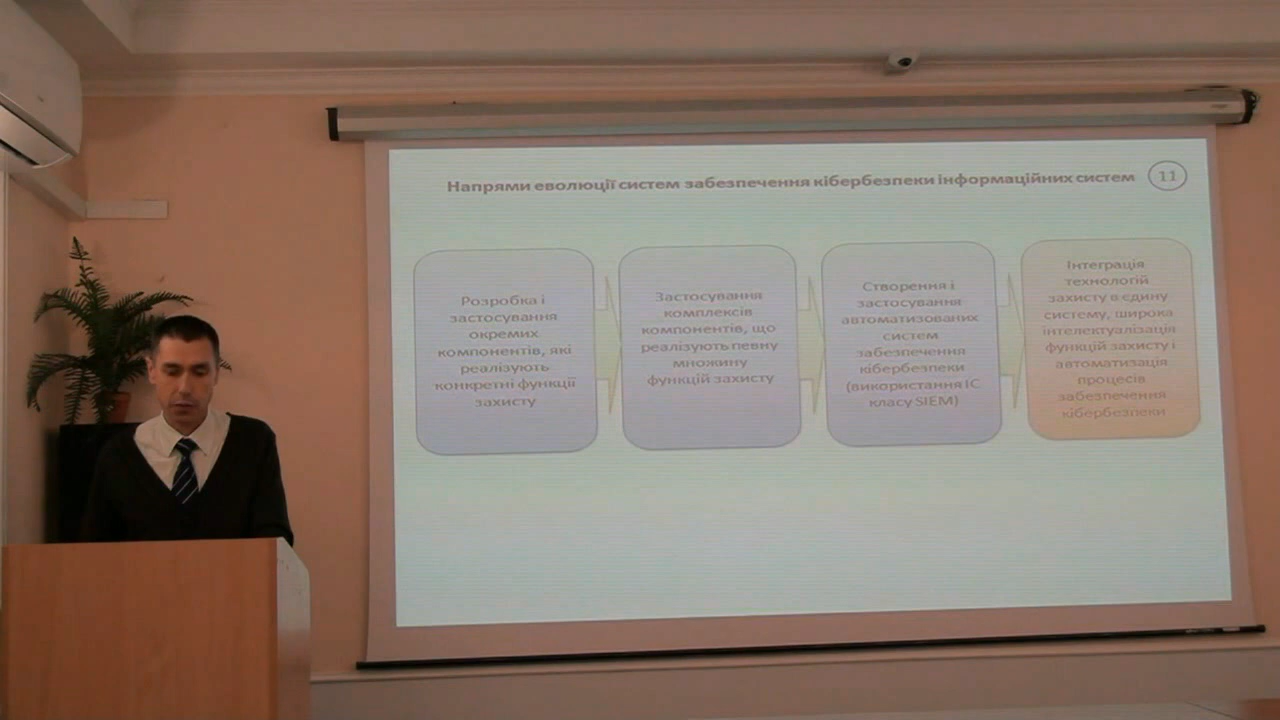 Напрями еволюції систем забезпечення кібербезпеки інформаційних систем
11
Розробка і
застосування
окремих
компонентів, які
реалізують
конкретні функції
захисту
Застосування
комплексів
компонентів, що
реалізують певну
множину
функцій захисту
Створення і
застосування
автоматизованих
систем
забезпечення
кібербезпеки
(використання ІС
класу SIEM)
Інтеграція
технологій
захисту в єдину
систему, широка
інтелектуалізація
функцій захисту і
автоматизація
процесів
забезпечення
кібербезпеки